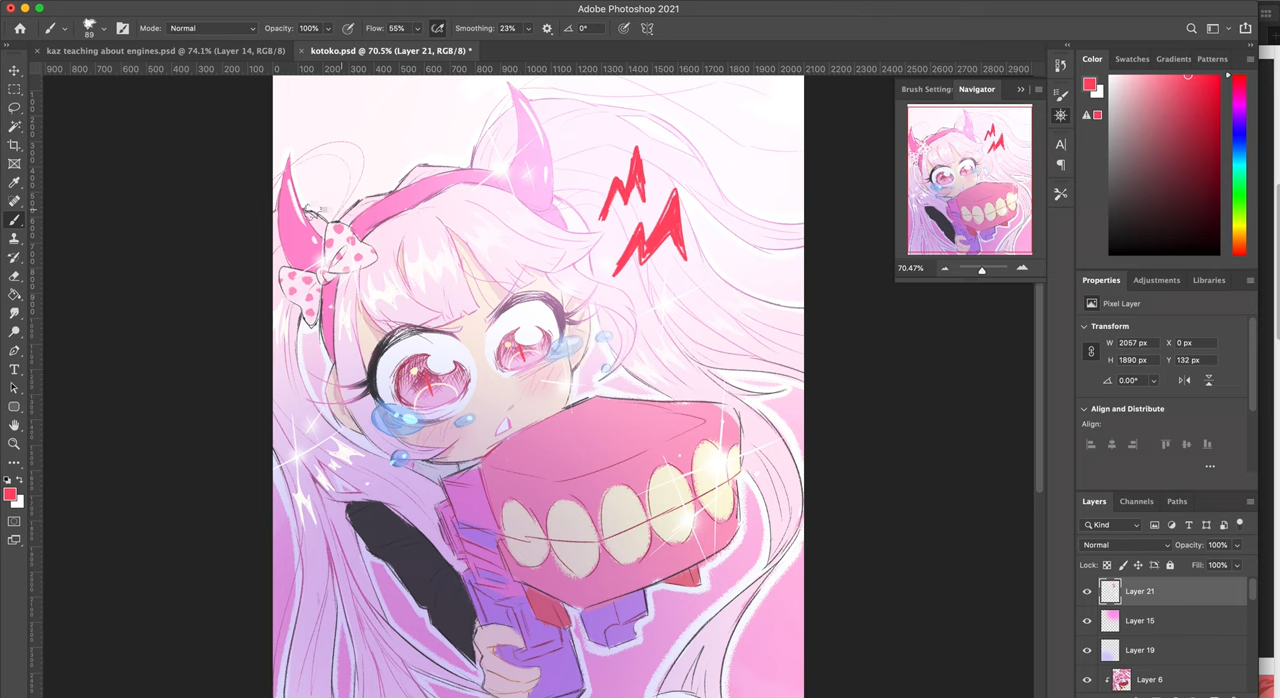 Adobe Photoshop 2021
89 Mode: Normal Opacity: 100% Flow: 55% Smoothing: 23% 0°
× kaz teaching about engines.psd @ 74.1% (Layer 14, RGB/8) × kotoko.psd @ 70.5% (Layer 21, RGB/8) *
900 800 700 600 500 400 300 200 100 0 100 200 300 400 500 600 700 800 900 1000 1100 1200 1300 1400 1500 1600 1700 1800 1900 2000 2100 2200 2300 2400 2500 2600 2700 2800 2900
Brush Settings Navigator
70.47%
Color Swatches Gradients Patterns
Properties Adjustments Libraries
Pixel Layer
Transform
W 2057 px X 0 px
H 1890 px Y 132 px
0.00°
Align and Distribute
Align:
Layers Channels Paths
Kind
Normal Opacity: 100%
Lock: Fill: 100%
Layer 21
Layer 15
Layer 19
Layer 6